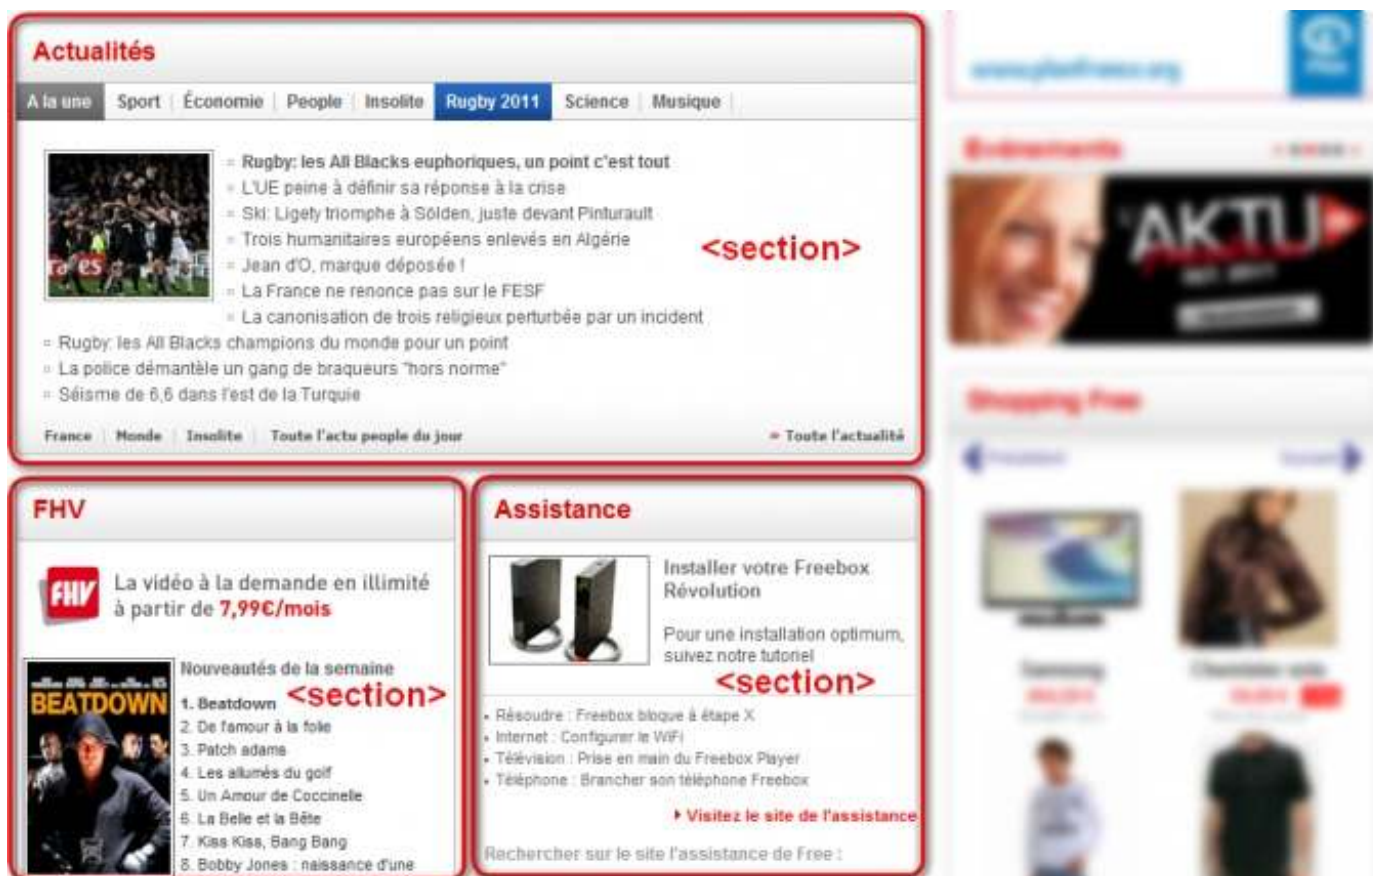 Actualités
A la une Sport Économie People Insolite Rugby 2011 Science Musique
Rugby: les All Blacks euphoriques, un point c'est tout
L'UE peine à définir sa réponse à la crise
Ski: Ligety triomphe à Sölden, juste devant Pinturault
Trois humanitaires européens enlevés en Algérie
<section>
Jean d'O, marque déposée !
La France ne renonce pas sur le FESF
La canonisation de trois religieux perturbée par un incident
Rugby: les All Blacks champions du monde pour un point
La police démantèle un gang de braqueurs "hors norme"
Séisme de 6,6 dans l'est de la Turquie
France Monde Insolite Toute l'actu people du jour
Toute l'actualité
FHV
FHV
La vidéo à la demande en illimité
à partir de 7,99€/mois
BEATDOWN
Nouveautés de la semaine
<section>
1. Beatdown
2. De l'amour à la folie
3. Patch adams
4. Les allumés du golf
5. Un Amour de Coccinelle
6. La Belle et la Bête
7. Kiss Kiss, Bang Bang
8. Bobby Jones : naissance d'une
Assistance
Installer votre Freebox
Révolution
Pour une installation optimum,
suivez notre tutoriel
<section>
Résoudre : Freebox bloque à étape X
Internet : Configurer le WiFi
Télévision : Prise en main du Freebox Player
Téléphone : Brancher son téléphone Freebox
Visitez le site de l'assistance
Rechercher sur le site l'assistance de Free :
Evénements
AKTU
Shopping Free
Samsung